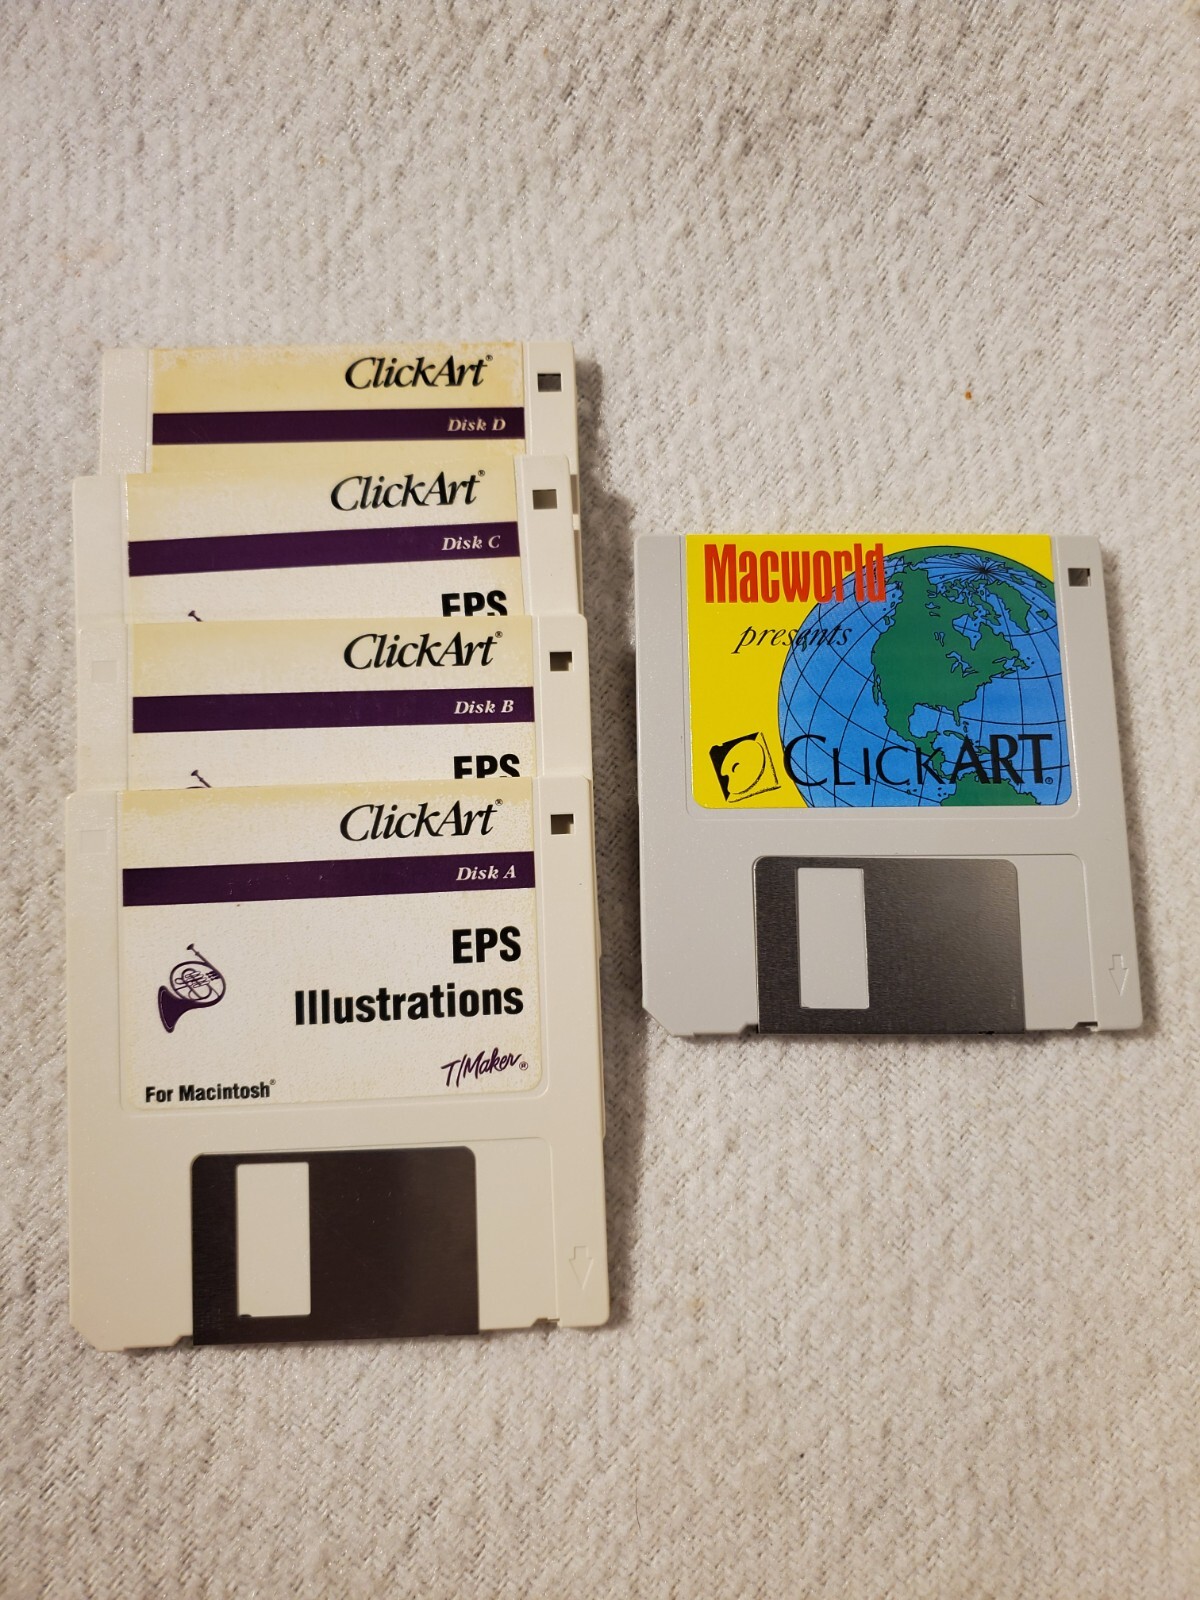 ClickArt®
Disk D
ClickArt®
Disk C
EPS
ClickArt®
Disk B
EPS
ClickArt®
Disk A
EPS
Illustrations
T/Maker®
For Macintosh®
Macworld
presents
CLICKART®